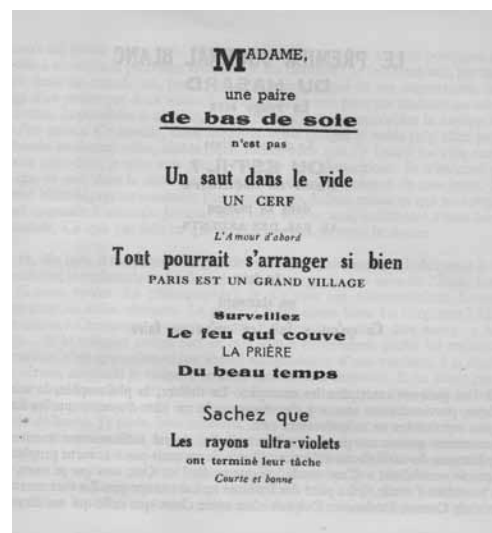 MADAME,
une paire
de bas de soie
n'est pas
Un saut dans le vide
UN CERF
L'Amour d'abord
Tout pourrait s'arranger si bien
PARIS EST UN GRAND VILLAGE
Surveillez
Le feu qui couve
LA PRIÈRE
Du beau temps
Sachez que
Les rayons ultra-violets
ont terminé leur tâche
Courte et bonne